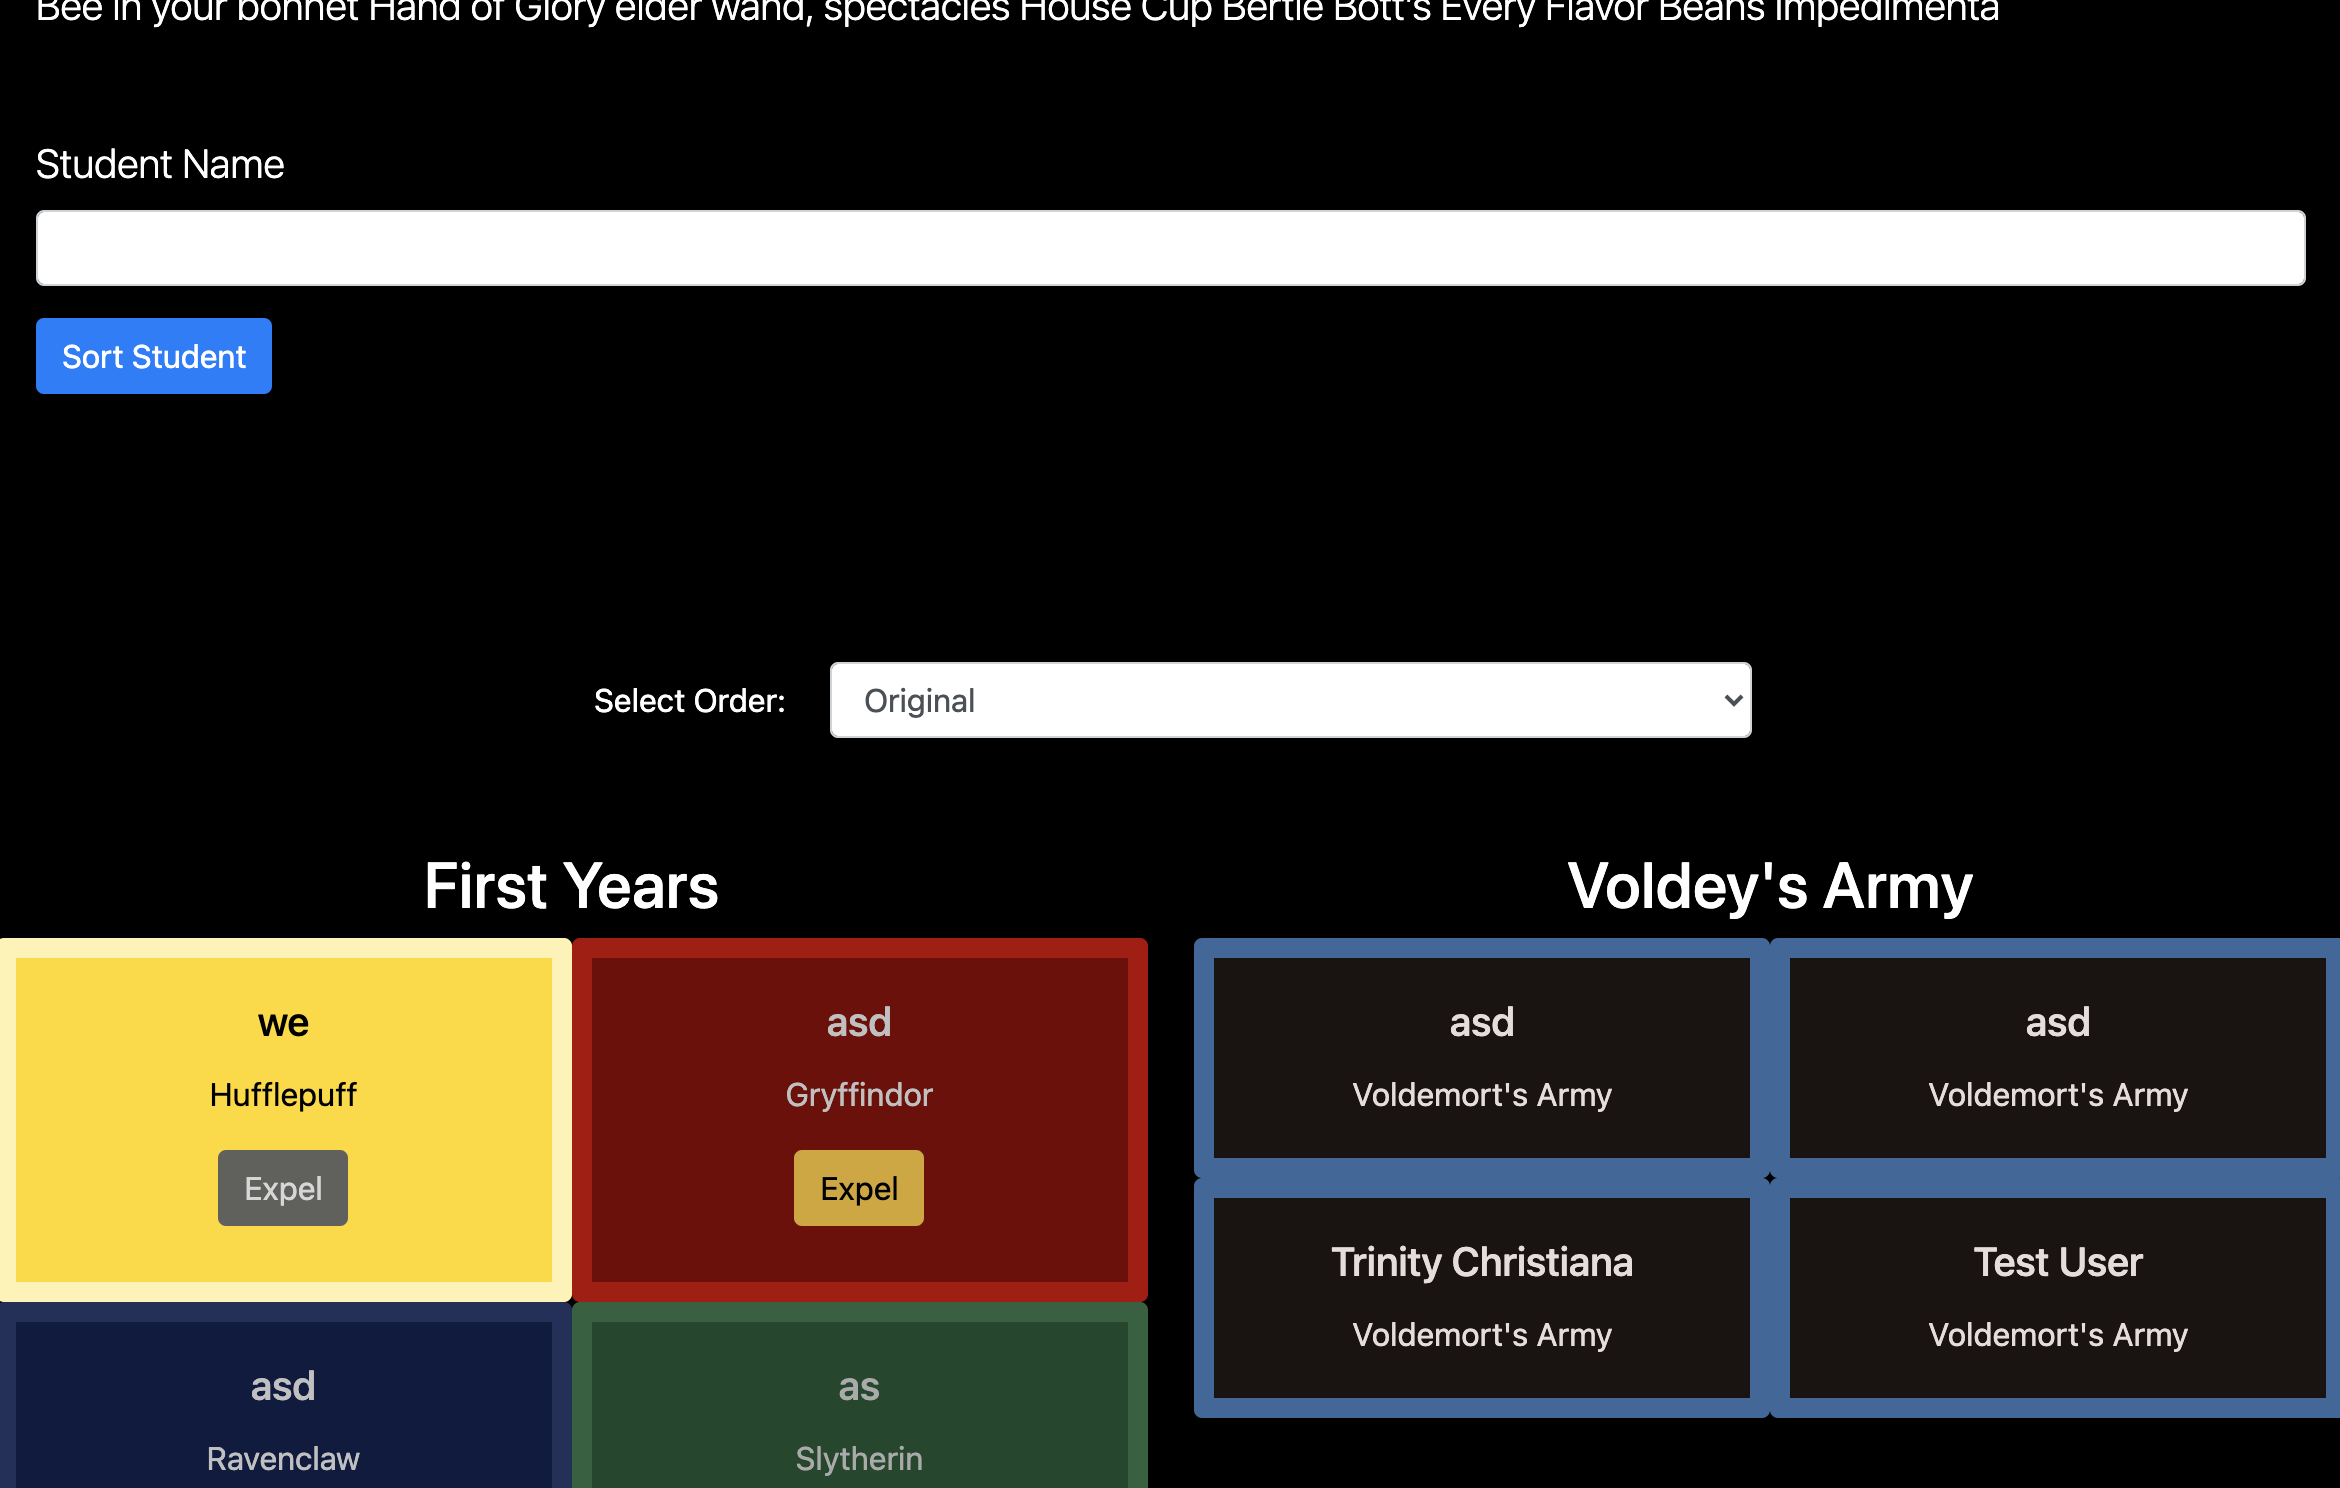 Bee in your bonnet Hand of Glory elder wand, spectacles House Cup Bertie Bott's Every Flavor Beans Impedimenta
Student Name
Sort Student
Select Order:
Original
First Years
we
Hufflepuff
Expel
asd
Gryffindor
Expel
asd
Ravenclaw
as
Slytherin
Voldey's Army
asd
Voldemort's Army
asd
Voldemort's Army
Trinity Christiana
Voldemort's Army
Test User
Voldemort's Army